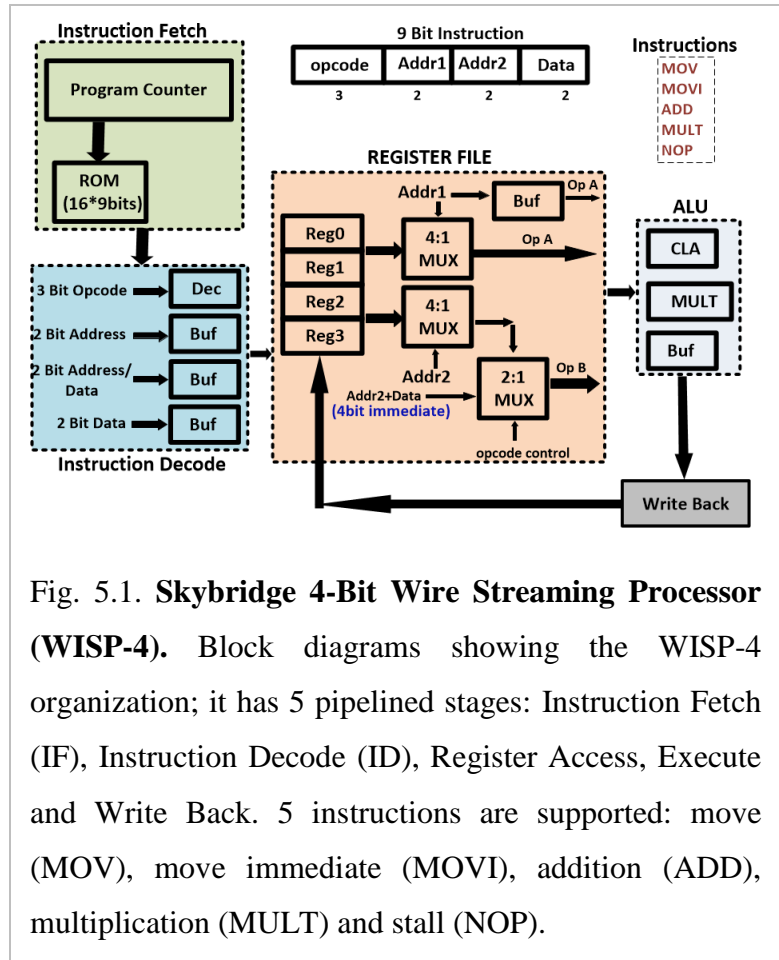 Instruction Fetch
Program Counter
ROM
(16*9bits)
9 Bit Instruction
opcode Addr1 Addr2 Data
3 2 2 2
Instructions
MOV
MOVI
ADD
MULT
NOP
3 Bit Opcode Dec
2 Bit Address Buf
2 Bit Address/
Data
Buf
2 Bit Data Buf
Instruction Decode
REGISTER FILE
Addr1
Buf
Op A
Reg0
Reg1
Reg2
Reg3
4:1
MUX
Op A
4:1
MUX
Addr2
Addr2+Data
(4bit immediate)
2:1
MUX
Op B
opcode control
ALU
CLA
MULT
Buf
Write Back
Fig. 5.1. Skybridge 4-Bit Wire Streaming Processor
(WISP-4). Block diagrams showing the WISP-4
organization; it has 5 pipelined stages: Instruction Fetch
(IF), Instruction Decode (ID), Register Access, Execute
and Write Back. 5 instructions are supported: move
(MOV), move immediate (MOVI), addition (ADD),
multiplication (MULT) and stall (NOP).